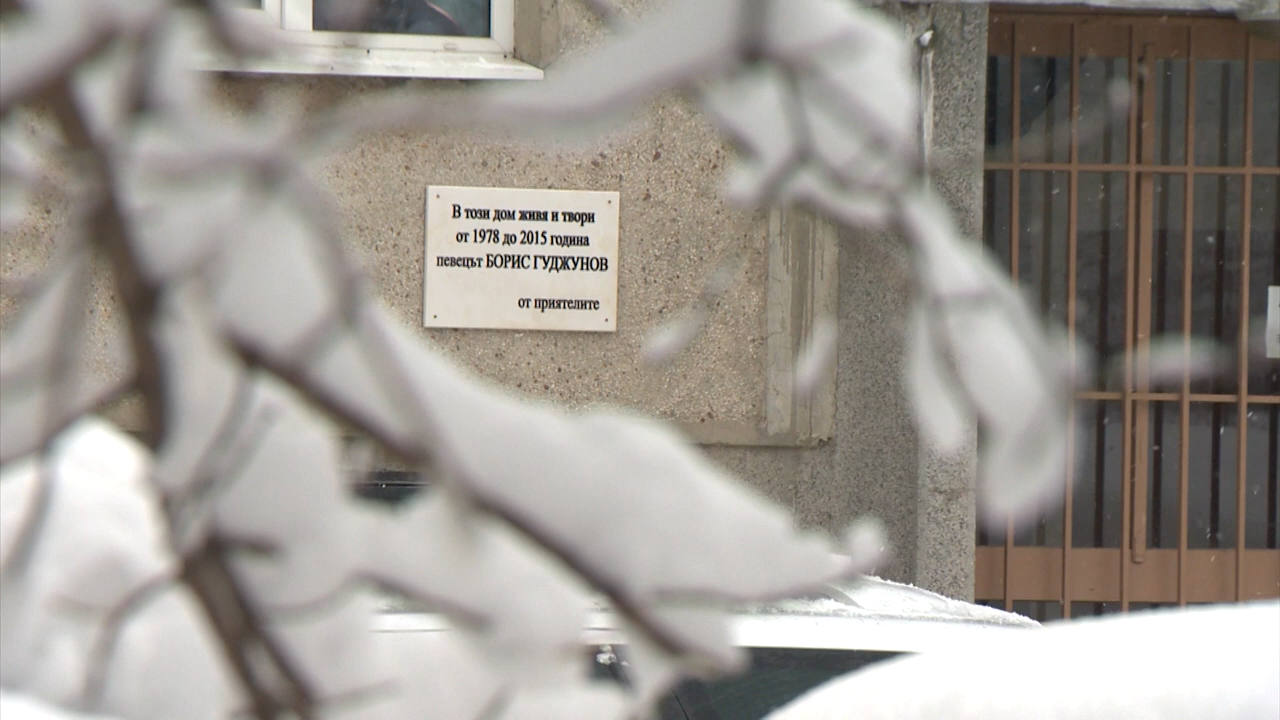 В този дом живя и твори
от 1978 до 2015 година
певецът БОРИС ГУДЖУНОВ
от приятелите